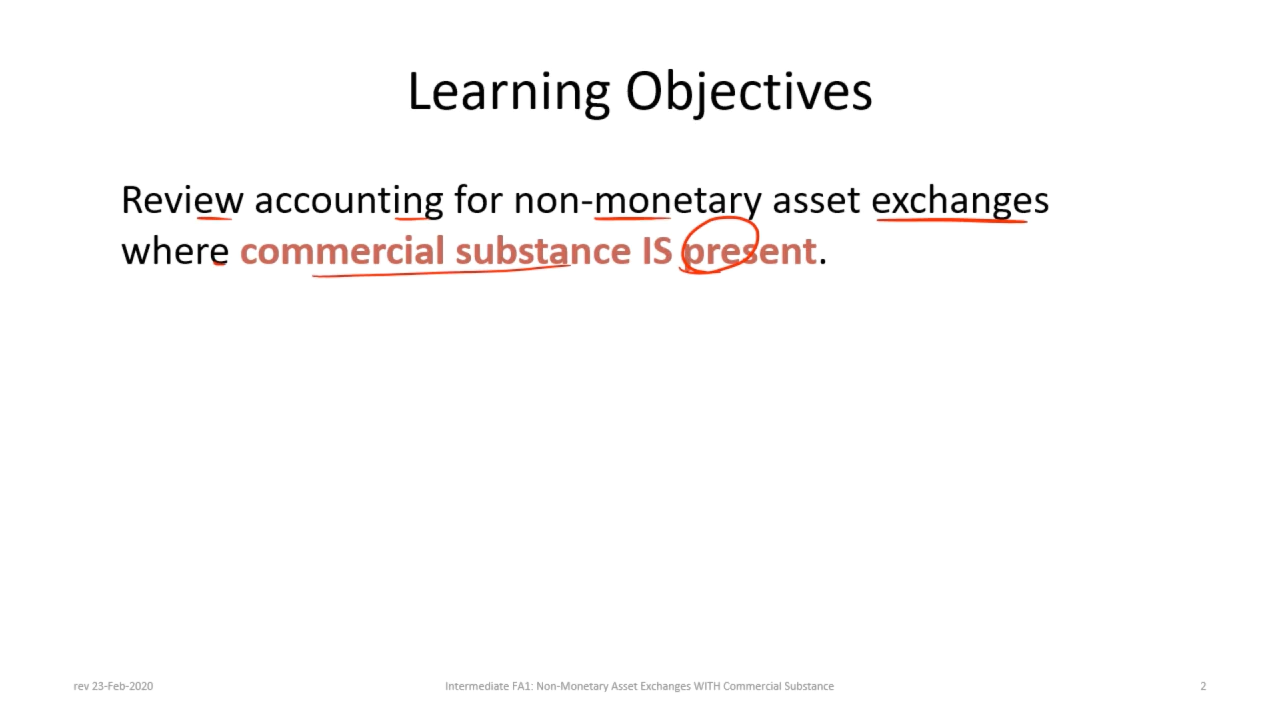 Learning Objectives
Review accounting for non-monetary asset exchanges
where commercial substance IS present.
rev 23-Feb-2020
Intermediate FA1: Non-Monetary Asset Exchanges WITH Commercial Substance
2